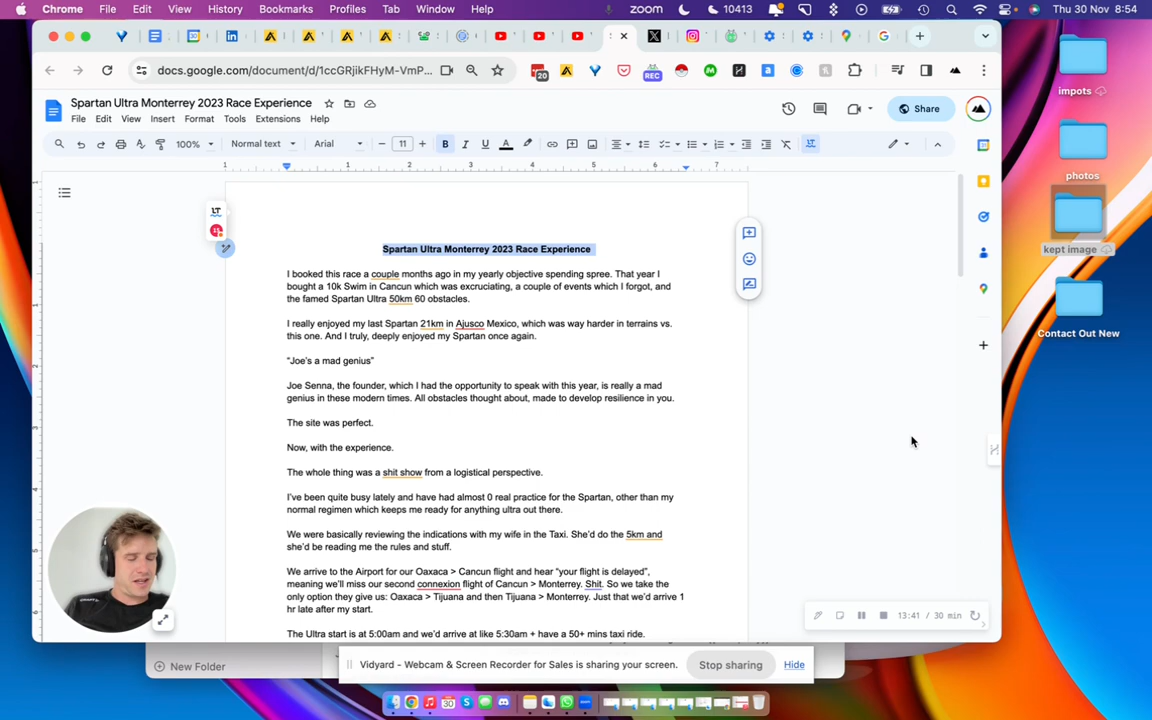 Chrome File Edit View History Bookmarks Profiles Tab Window Help zoom 10413 Thu 30 Nov 8:54
docs.google.com/document/d/1ccGRjikFHyM-VmP... 20 REC
Spartan Ultra Monterrey 2023 Race Experience
File Edit View Insert Format Tools Extensions Help
Share
100% Normal text Arial 11 B I U A
1 1 2 3 4 5 6 7
Spartan Ultra Monterrey 2023 Race Experience
I booked this race a couple months ago in my yearly objective spending spree. That year I
bought a 10k Swim in Cancun which was excruciating, a couple of events which I forgot, and
the famed Spartan Ultra 50km 60 obstacles.
I really enjoyed my last Spartan 21km in Ajusco Mexico, which was way harder in terrains vs.
this one. And I truly, deeply enjoyed my Spartan once again.
“Joe’s a mad genius”
Joe Senna, the founder, which I had the opportunity to speak with this year, is really a mad
genius in these modern times. All obstacles thought about, made to develop resilience in you.
The site was perfect.
Now, with the experience.
The whole thing was a shit show from a logistical perspective.
I’ve been quite busy lately and have had almost 0 real practice for the Spartan, other than my
normal regimen which keeps me ready for anything ultra out there.
We were basically reviewing the indications with my wife in the Taxi. She’d do the 5km and
she’d be reading me the rules and stuff.
We arrive to the Airport for our Oaxaca > Cancun flight and hear “your flight is delayed”,
meaning we’ll miss our second connexion flight of Cancun > Monterrey. Shit. So we take the
only option they give us: Oaxaca > Tijuana and then Tijuana > Monterrey. Just that we’d arrive 1
hr late after my start.
The Ultra start is at 5:00am and we’d arrive at like 5:30am + have a 50+ mins taxi ride.
13:41 / 30 min
New Folder
Vidyard - Webcam & Screen Recorder for Sales is sharing your screen. Stop sharing Hide
impots
photos
kept image
Contact Out New